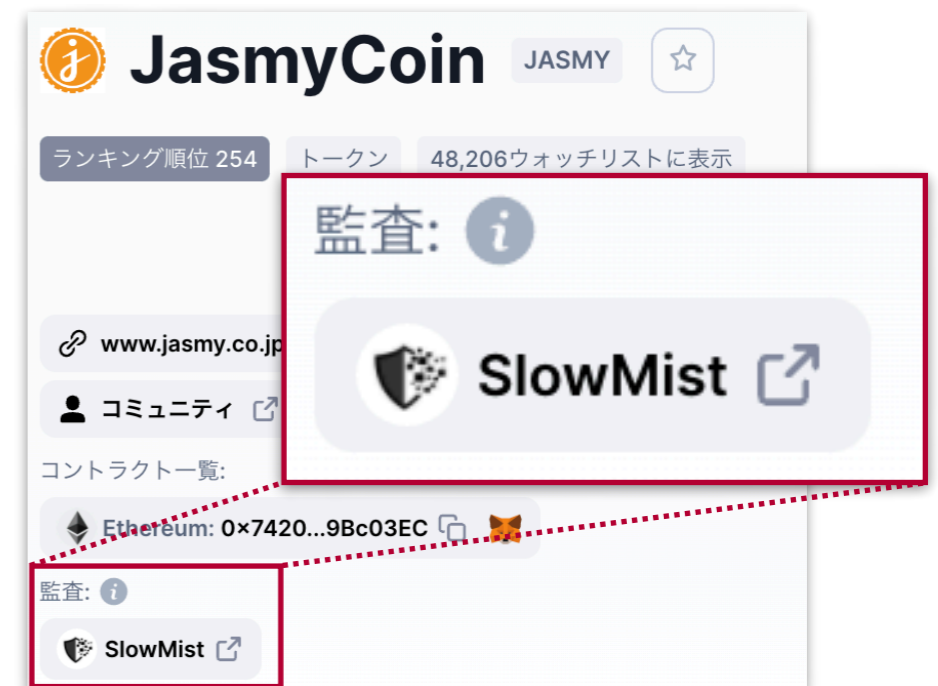 JasmyCoin JASMY
ランキング順位 254 トークン 48,206ウォッチリストに表示
監査:
SlowMist
www.jasmy.co.jp
コミュニティ
コントラクト一覧:
Ethereum: 0×7420...9Bc03EC
監査:
SlowMist